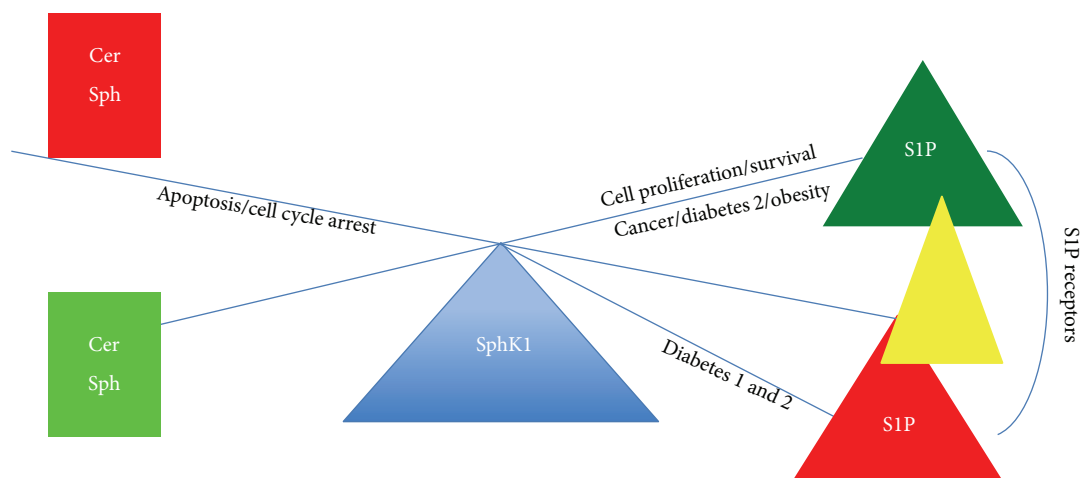 Cer
Sph
Apoptosis/cell cycle arrest
Cell proliferation/survival
Cancer/diabetes 2/obesity
S1P
S1P receptors
Cer
Sph
SphK1
Diabetes 1 and 2
S1P